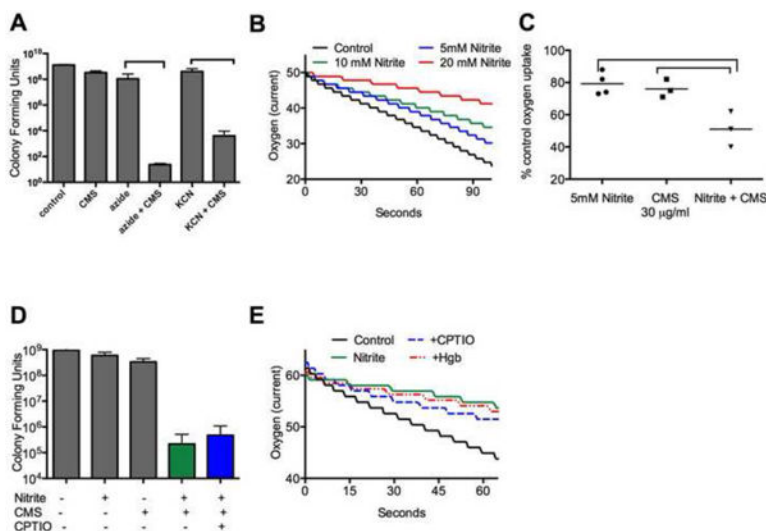 A
Colony Forming Units
10^10
10^8
10^6
10^4
10^2
10^0
control
CMS
azide
azide + CMS
KCN
KCN + CMS
B
Control
5mM Nitrite
10 mM Nitrite
20 mM Nitrite
Oxygen (current)
60
50
40
30
20
0 30 60 90
Seconds
C
% control oxygen uptake
100
80
60
40
20
5mM Nitrite
CMS
30 µg/ml
Nitrite + CMS
D
Colony Forming Units
10^9
10^8
10^7
10^6
10^5
10^4
Nitrite - + - + +
CMS - - + + +
CPTIO +
E
Control
+CPTIO
Nitrite
+Hgb
Oxygen (current)
60
50
40
0 15 30 45 60
Seconds